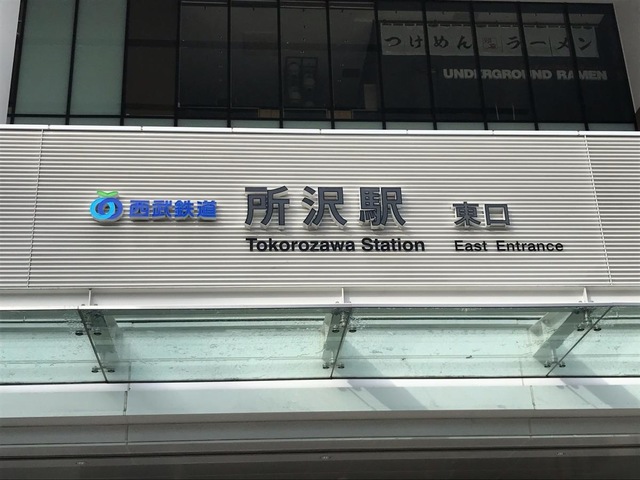 つけめん ラーメン
UNDERGROUND RAMEN
西武鉄道 所沢駅 東口
Tokorozawa Station East Entrance